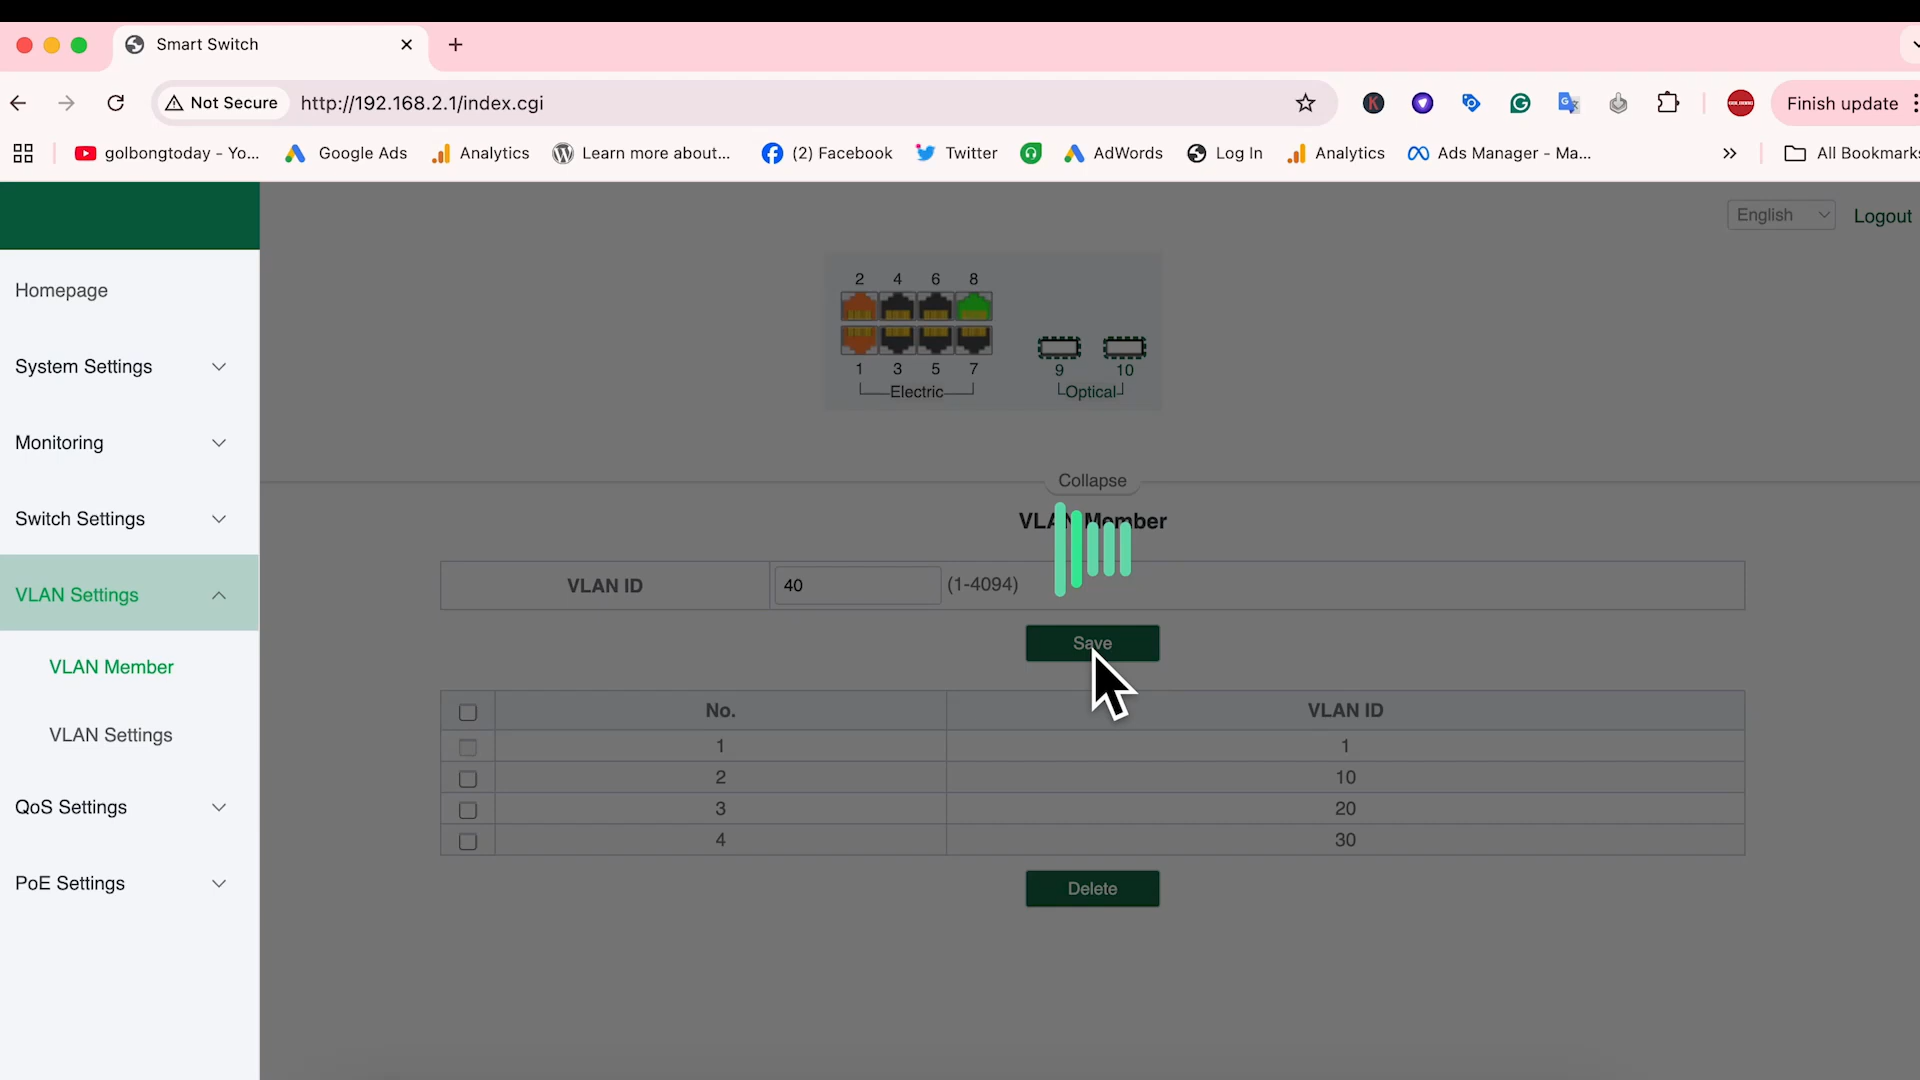 Smart Switch
Not Secure http://192.168.2.1/index.cgi Finish update
golbongtoday - Yo... Google Ads Analytics Learn more about... (2) Facebook Twitter AdWords Log In Analytics Ads Manager - Ma... All Bookmarks
English Logout
Homepage
System Settings
Monitoring
Switch Settings
VLAN Settings
VLAN Member
VLAN Settings
QoS Settings
PoE Settings
2 4 6 8
1 3 5 7 9 10
Electric Optical
Collapse
VLAN Member
VLAN ID 40 (1-4094)
Save
No. VLAN ID
1 1
2 10
3 20
4 30
Delete